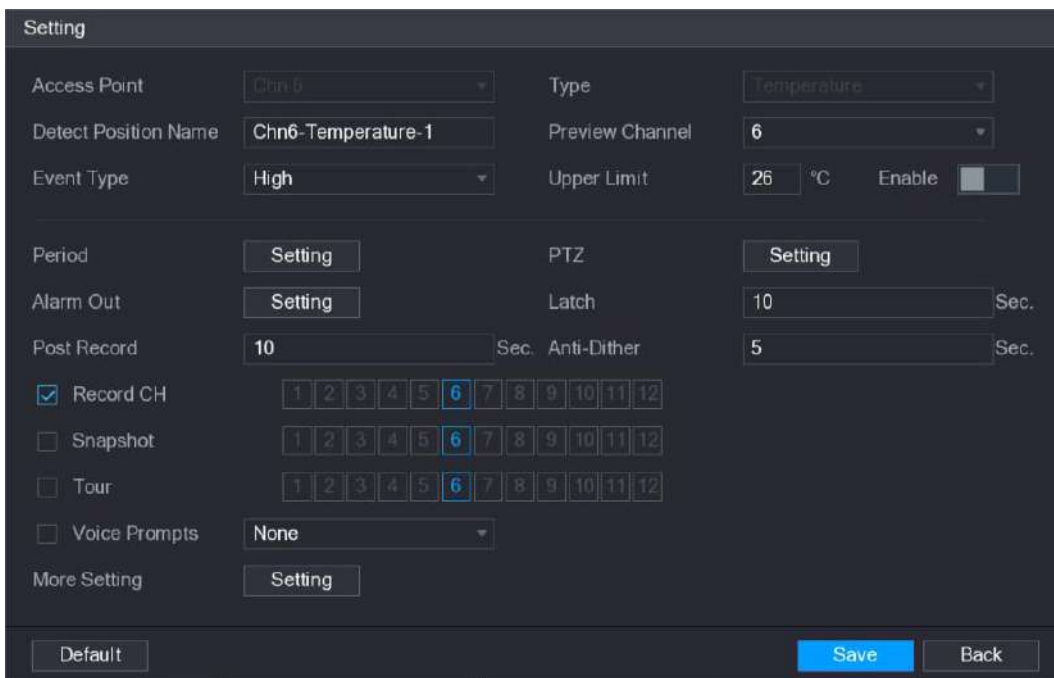 Setting
Access Point Chn 6 Type Temperature
Detect Position Name Chn6-Temperature-1 Preview Channel 6
Event Type High Upper Limit 26 °C Enable
Period Setting PTZ Setting
Alarm Out Setting Latch 10 Sec.
Post Record 10 Sec. Anti-Dither 5 Sec.
Record CH 1 2 3 4 5 6 7 8 9 10 11 12
Snapshot 1 2 3 4 5 6 7 8 9 10 11 12
Tour 1 2 3 4 5 6 7 8 9 10 11 12
Voice Prompts None
More Setting Setting
Default Save Back